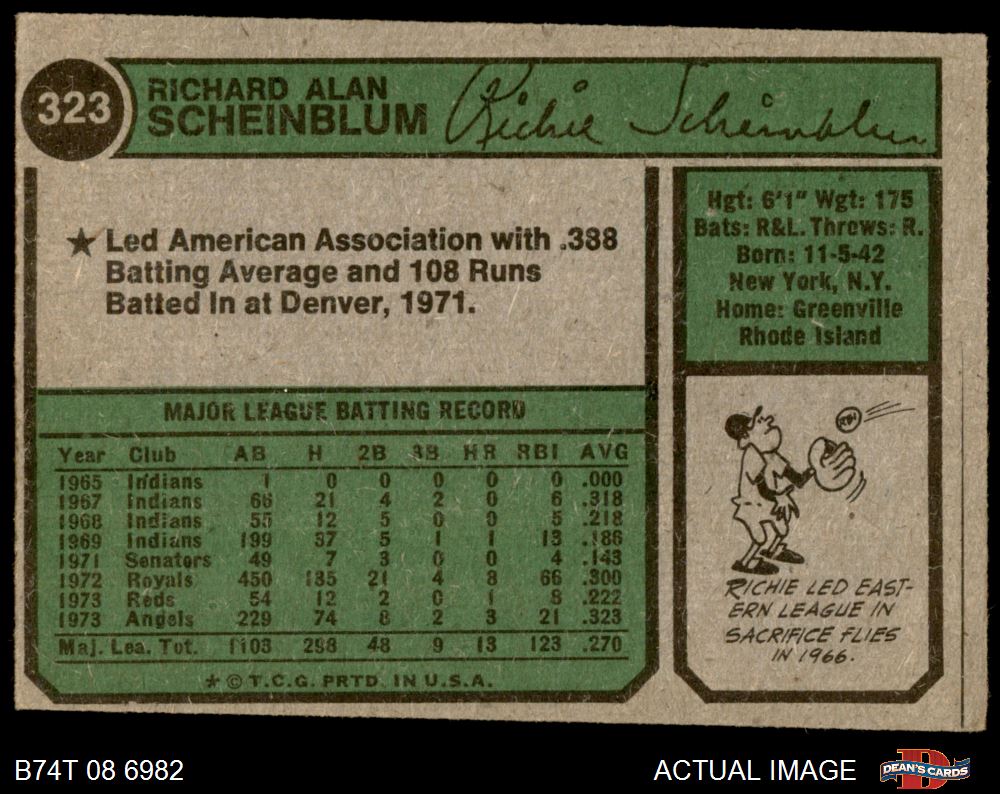 323
RICHARD ALAN
SCHEINBLUM
Richie Scheinblum
★ Led American Association with .388
Batting Average and 108 Runs
Batted In at Denver, 1971.
Hgt: 6'1" Wgt: 175
Bats: R&L. Throws: R.
Born: 11-5-42
New York, N.Y.
Home: Greenville
Rhode Island
MAJOR LEAGUE BATTING RECORD
Year Club AB H 2B 3B HR RBI AVG
1965 Indians 1 0 0 0 0 0 .000
1967 Indians 66 21 4 2 0 6 .318
1968 Indians 55 12 5 0 0 5 .218
1969 Indians 199 37 5 1 1 13 .186
1971 Senators 49 7 3 0 0 4 .143
1972 Royals 450 135 21 4 8 66 .300
1973 Reds 54 12 2 0 1 8 .222
1973 Angels 229 74 8 2 3 21 .323
Maj. Lea. Tot. 1103 298 48 9 13 123 .270
★ © T.C.G. PRTD. IN U.S.A.
RBI
RICHIE LED EAST-
ERN LEAGUE IN
SACRIFICE FLIES
IN 1966.
B74T 08 6982
ACTUAL IMAGE
DEAN'S CARDS